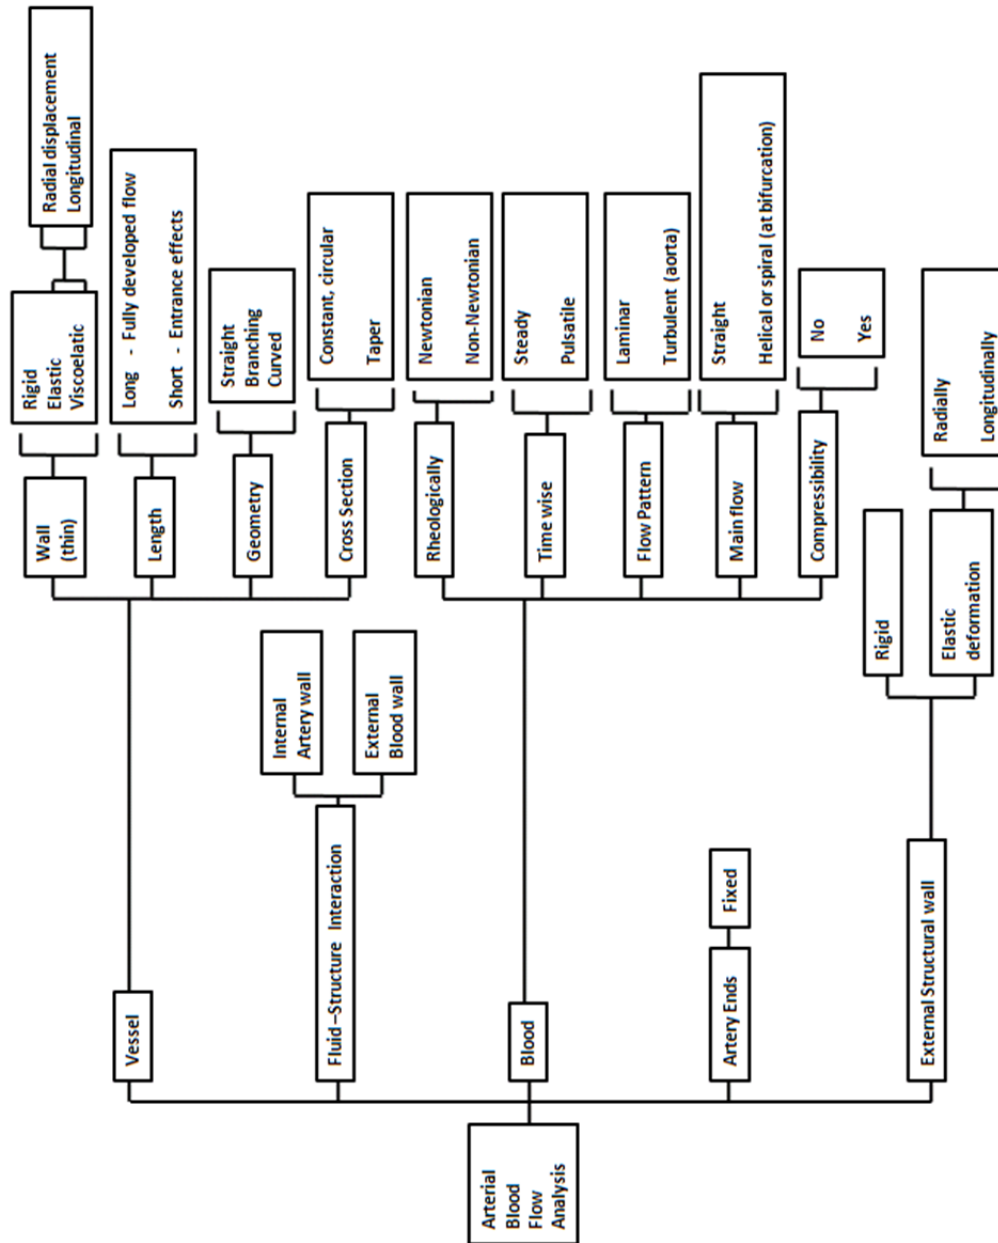 Arterial
Blood
Flow
Analysis
Vessel
Wall
(thin)
Rigid
Elastic
Viscoelatic
Radial displacement
Longitudinal
Length
Long - Fully developed flow
Short - Entrance effects
Geometry
Straight
Branching
Curved
Cross Section
Constant, circular
Taper
Fluid–Structure Interaction
Internal
Artery wall
External
Blood wall
Blood
Rheologically
Newtonian
Non-Newtonian
Time wise
Steady
Pulsatile
Flow Pattern
Laminar
Turbulent (aorta)
Main flow
Straight
Helical or spiral (at bifurcation)
Compressibility
No
Yes
Artery Ends
Fixed
External Structural wall
Rigid
Elastic
deformation
Radially
Longitudinally